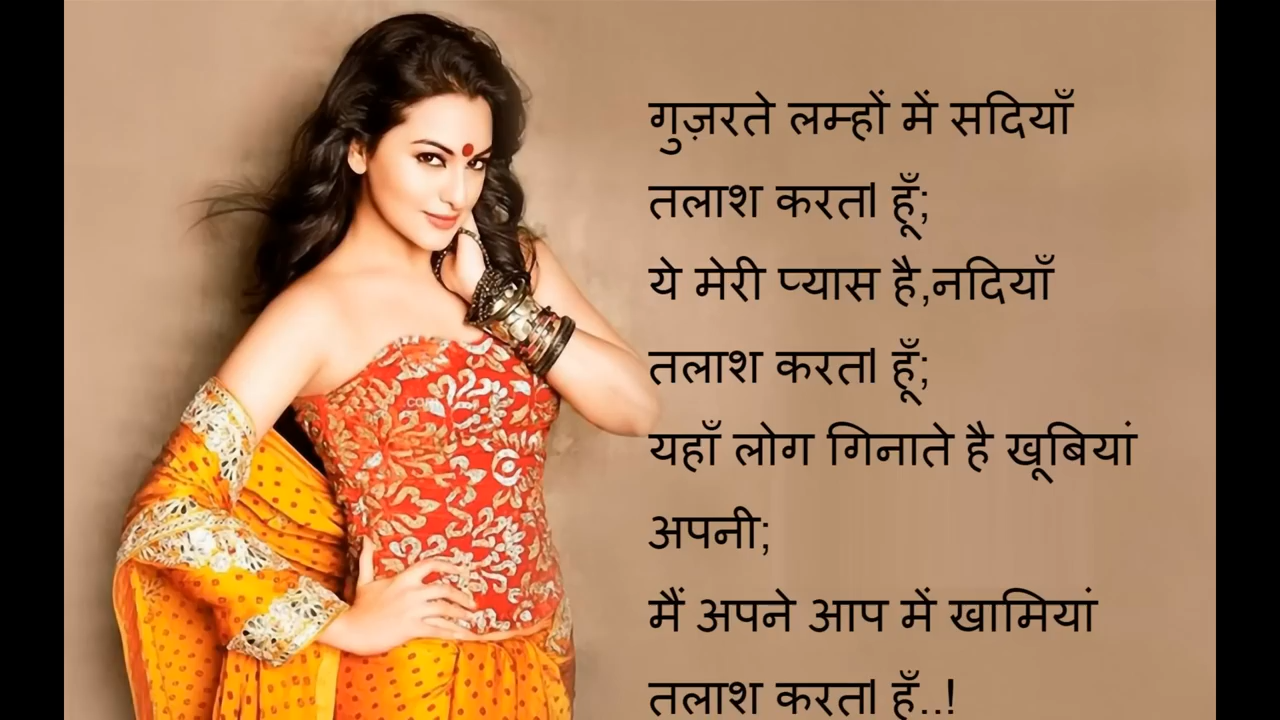 गुज़रते लम्हों में सदियाँ
तलाश करता हूँ;
ये मेरी प्यास है,नदियाँ
तलाश करता हूँ;
यहाँ लोग गिनाते है खूबियां
अपनी;
मैं अपने आप में खामियां
तलाश करता हूँ..!